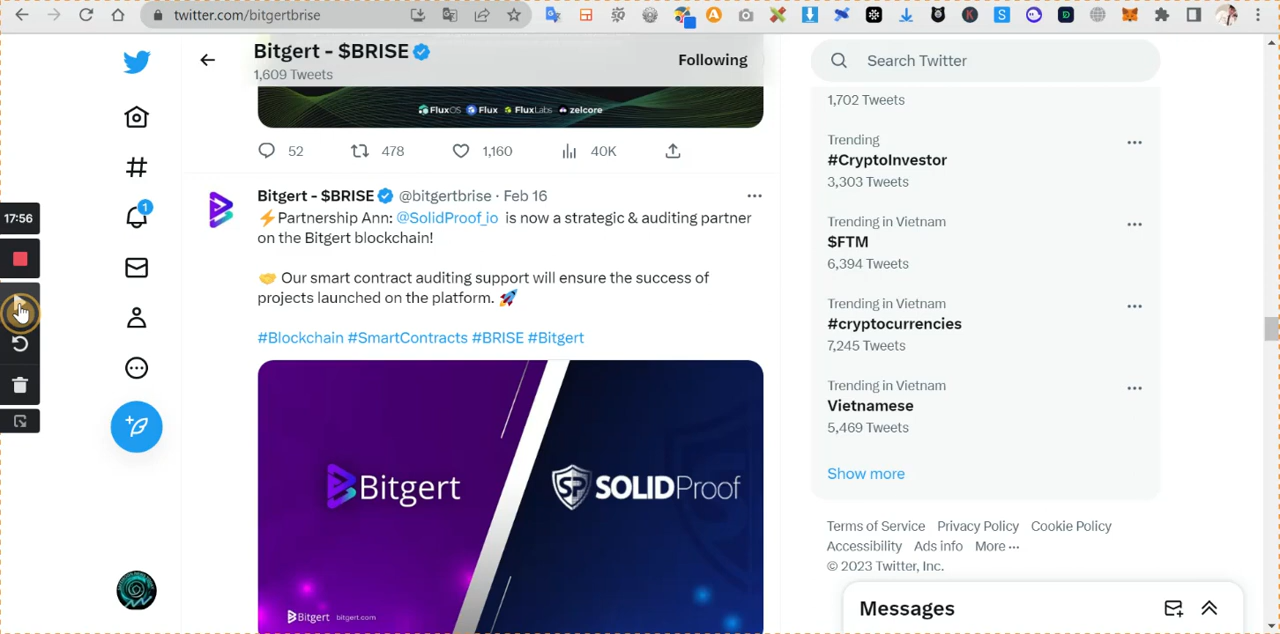 twitter.com/bitgertbrise
Bitgert - $BRISE
1,609 Tweets
Following
FluxOS Flux FluxLabs zelcore
52 478 1,160 40K
Bitgert - $BRISE @bitgertbrise · Feb 16
⚡Partnership Ann: @SolidProof_io is now a strategic & auditing partner
on the Bitgert blockchain!
🤝 Our smart contract auditing support will ensure the success of
projects launched on the platform. 🚀
#Blockchain #SmartContracts #BRISE #Bitgert
Bitgert
SP SOLIDProof
Bitgert bitgert.com
17:56
1
Search Twitter
1,702 Tweets
Trending
#CryptoInvestor
3,303 Tweets
Trending in Vietnam
$FTM
6,394 Tweets
Trending in Vietnam
#cryptocurrencies
7,245 Tweets
Trending in Vietnam
Vietnamese
5,469 Tweets
Show more
Terms of Service Privacy Policy Cookie Policy
Accessibility Ads info More ···
© 2023 Twitter, Inc.
Messages